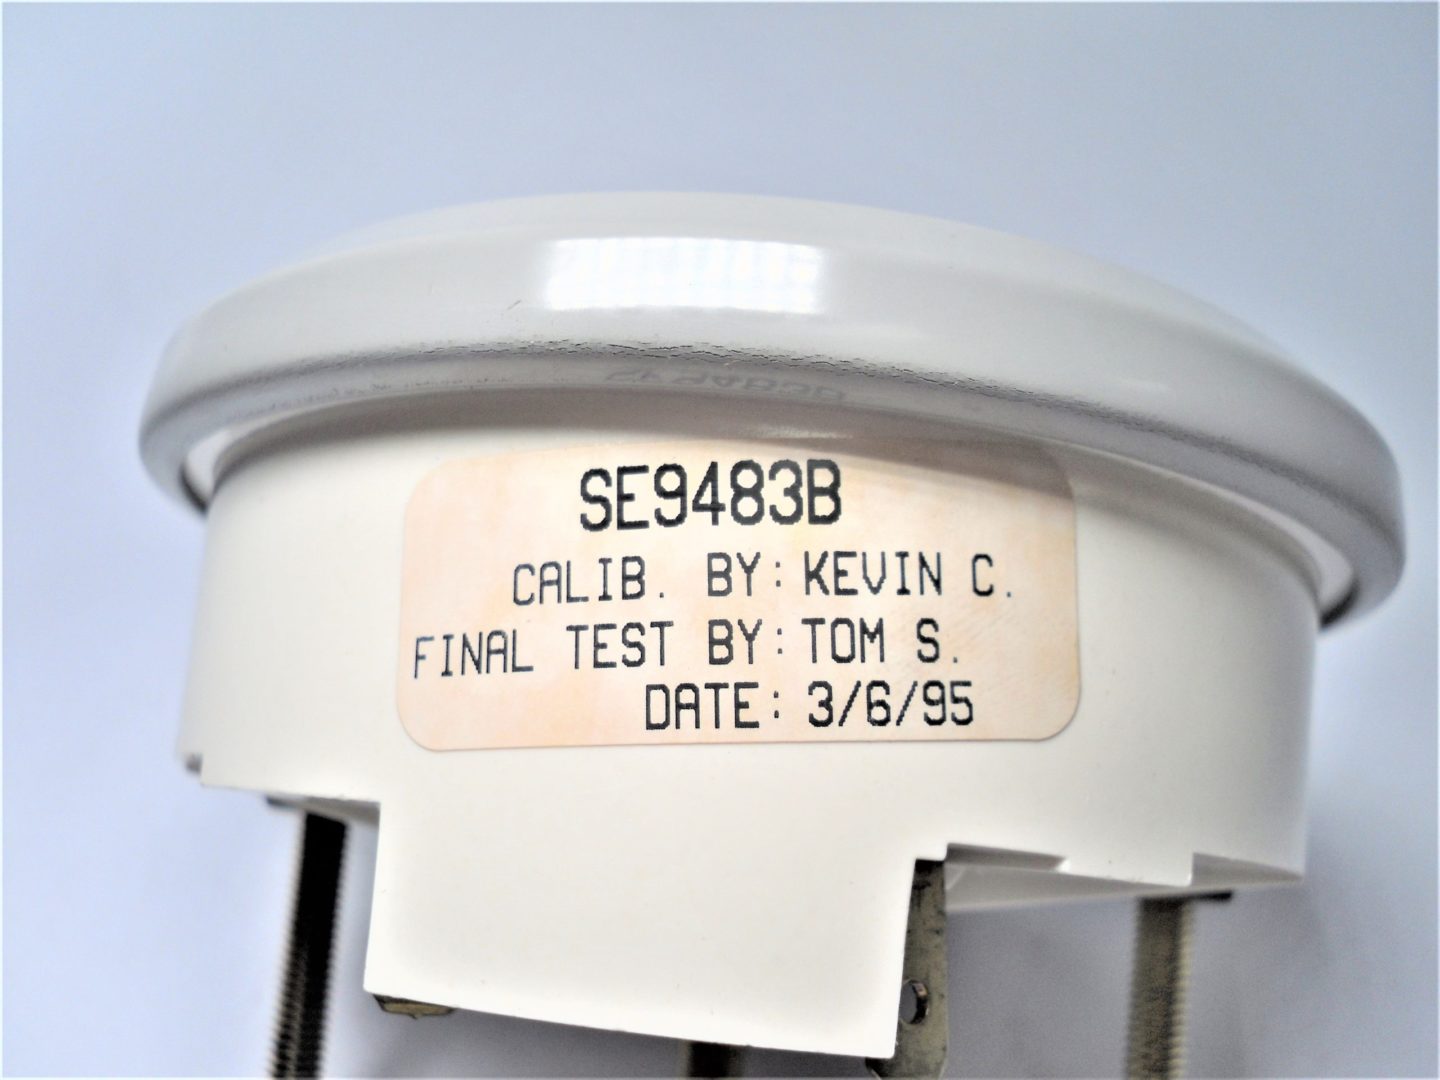 SE9483B
CALIB. BY: KEVIN C.
FINAL TEST BY: TOM S.
DATE: 3/6/95